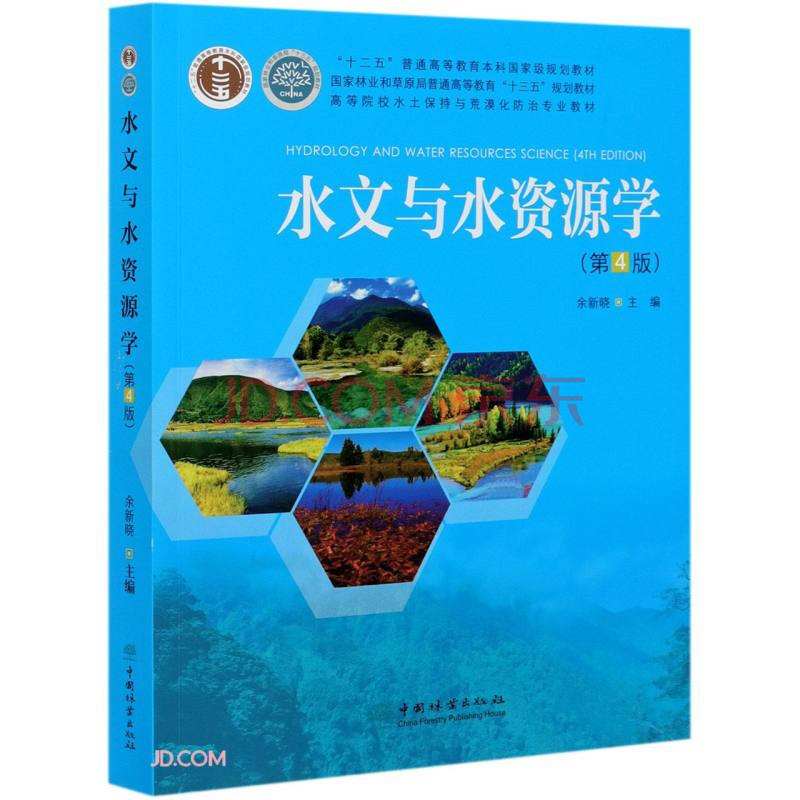 "十二五"普通高等教育本科国家级规划教材
国家林业和草原局普通高等教育"十三五"规划教材
高等院校水土保持与荒漠化防治专业教材
HYDROLOGY AND WATER RESOURCES SCIENCE (4TH EDITION)
水文与水资源学
(第4版)
余新晓 主 编
中国林业出版社
China Forestry Publishing House
水文与水资源学(第4版)
余新晓 主编
中国林业出版社
十二五
CHINA
JD.COM 京东
JD.COM